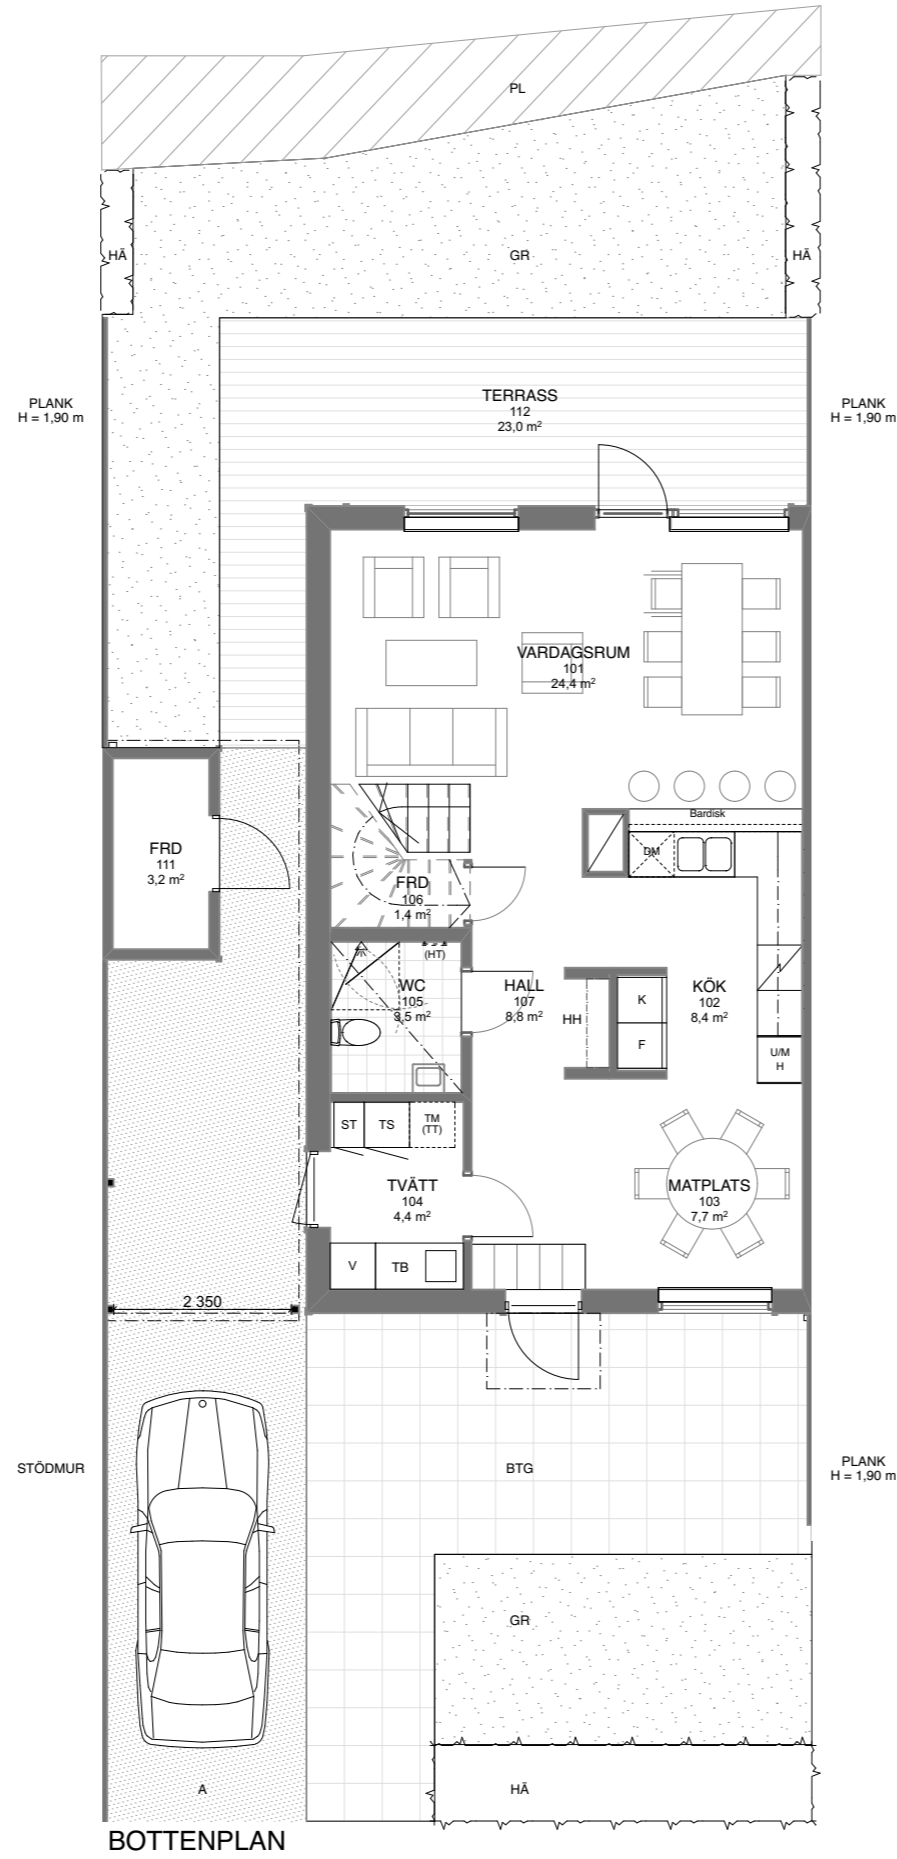 PL
HÄ
GR
HÄ
PLANK
H = 1,90 m
TERRASS
112
23,0 m²
PLANK
H = 1,90 m
VARDAGSRUM
101
24,4 m²
Bardisk
DM
FRD
111
3,2 m²
FRD
106
1,4 m²
(HT)
WC
105
3,5 m²
HALL
107
8,8 m²
HH
K
F
KÖK
102
8,4 m²
U/M
H
ST
TS
TM
(TT)
TVÄTT
104
4,4 m²
MATPLATS
103
7,7 m²
V
TB
2 350
STÖDMUR
BTG
PLANK
H = 1,90 m
GR
A
HÄ
BOTTENPLAN